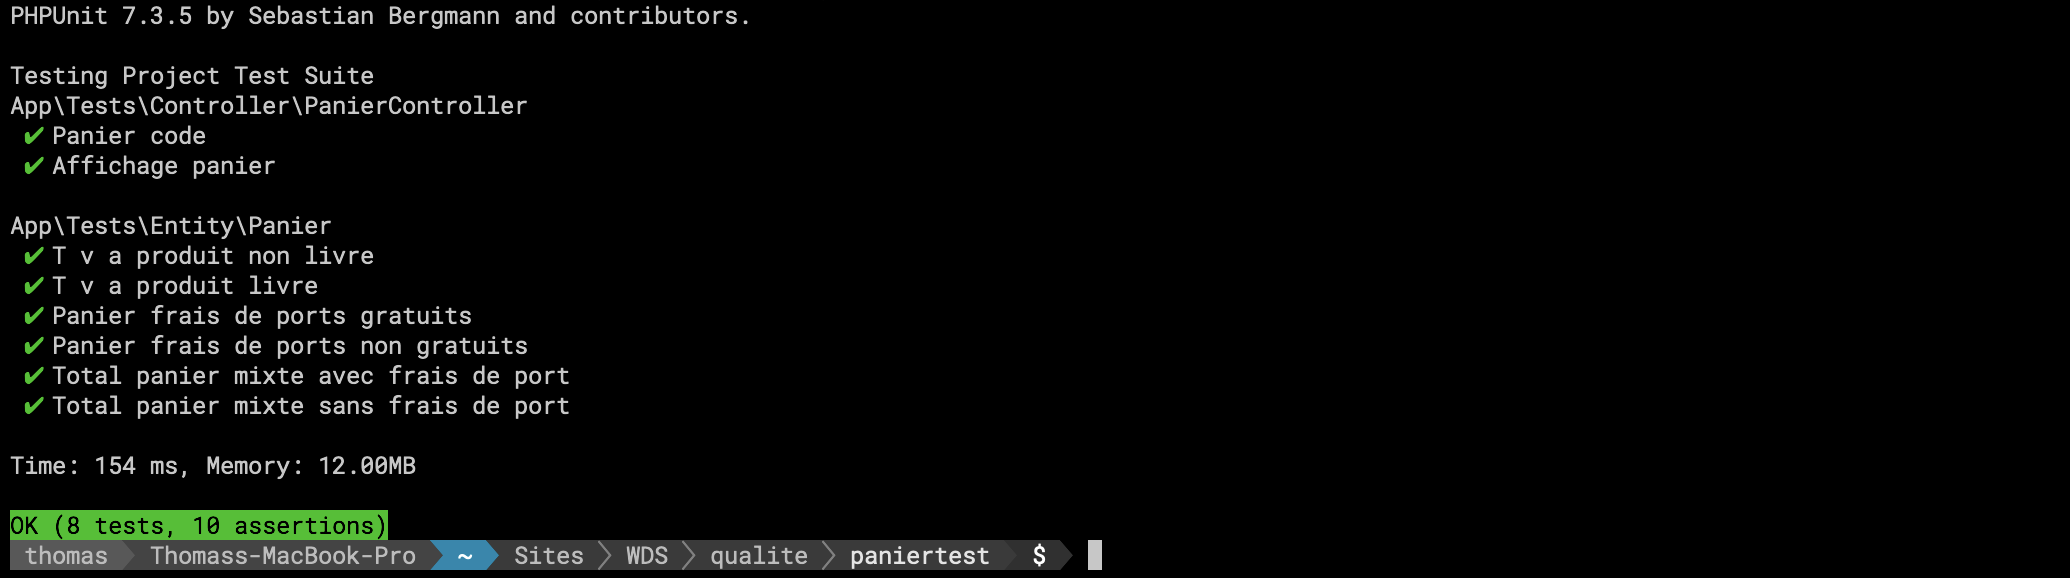 PHPUnit 7.3.5 by Sebastian Bergmann and contributors.
Testing Project Test Suite
App\Tests\Controller\PanierController
✔ Panier code
✔ Affichage panier
App\Tests\Entity\Panier
✔ T v a produit non livre
✔ T v a produit livre
✔ Panier frais de ports gratuits
✔ Panier frais de ports non gratuits
✔ Total panier mixte avec frais de port
✔ Total panier mixte sans frais de port
Time: 154 ms, Memory: 12.00MB
OK (8 tests, 10 assertions)
thomas Thomass-MacBook-Pro ~ Sites WDS qualite paniertest $